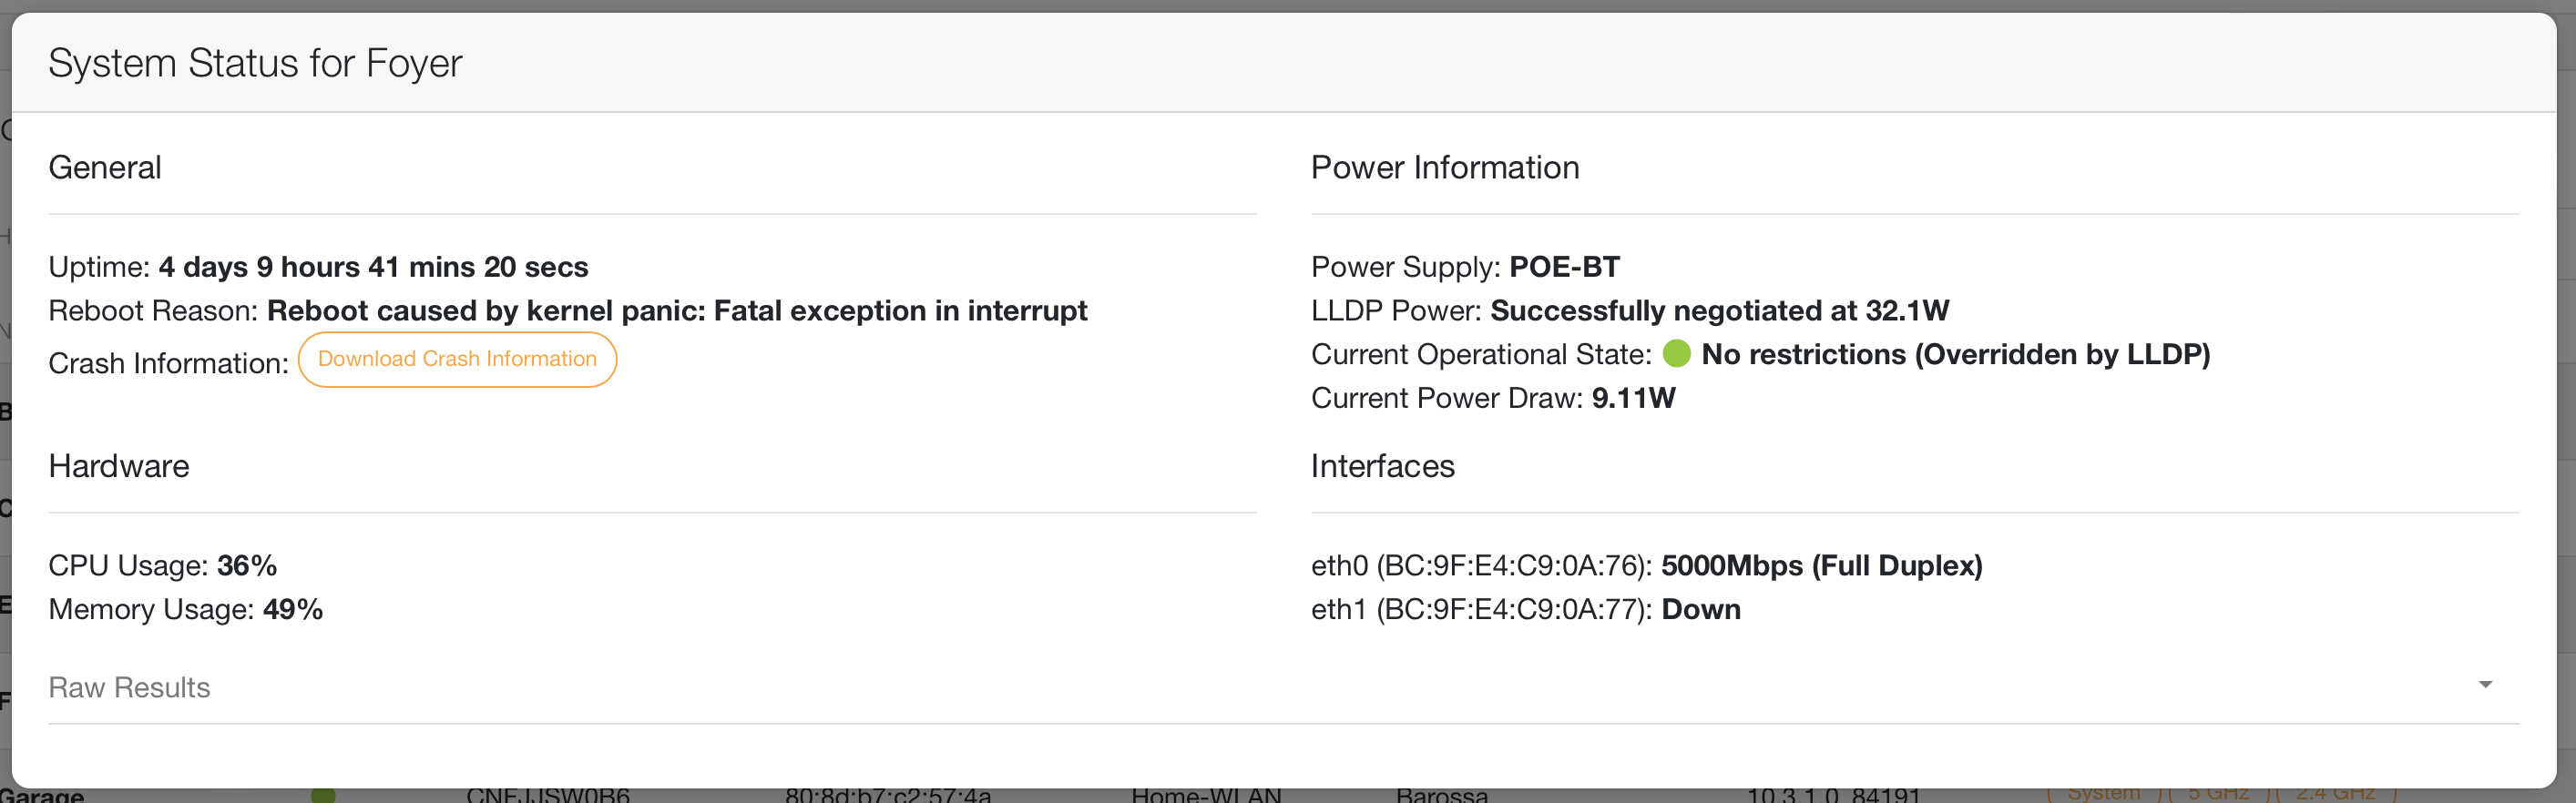 System Status for Foyer
General
Uptime: 4 days 9 hours 41 mins 20 secs
Reboot Reason: Reboot caused by kernel panic: Fatal exception in interrupt
Crash Information: Download Crash Information
Power Information
Power Supply: POE-BT
LLDP Power: Successfully negotiated at 32.1W
Current Operational State: No restrictions (Overridden by LLDP)
Current Power Draw: 9.11W
Hardware
CPU Usage: 36%
Memory Usage: 49%
Interfaces
eth0 (BC:9F:E4:C9:0A:76): 5000Mbps (Full Duplex)
eth1 (BC:9F:E4:C9:0A:77): Down
Raw Results
Garage CNFJJSW0B6 80:8d:b7:c2:57:4a Home-WLAN Barossa 10.3.1.0_84191 System 5 GHz 2.4 GHz